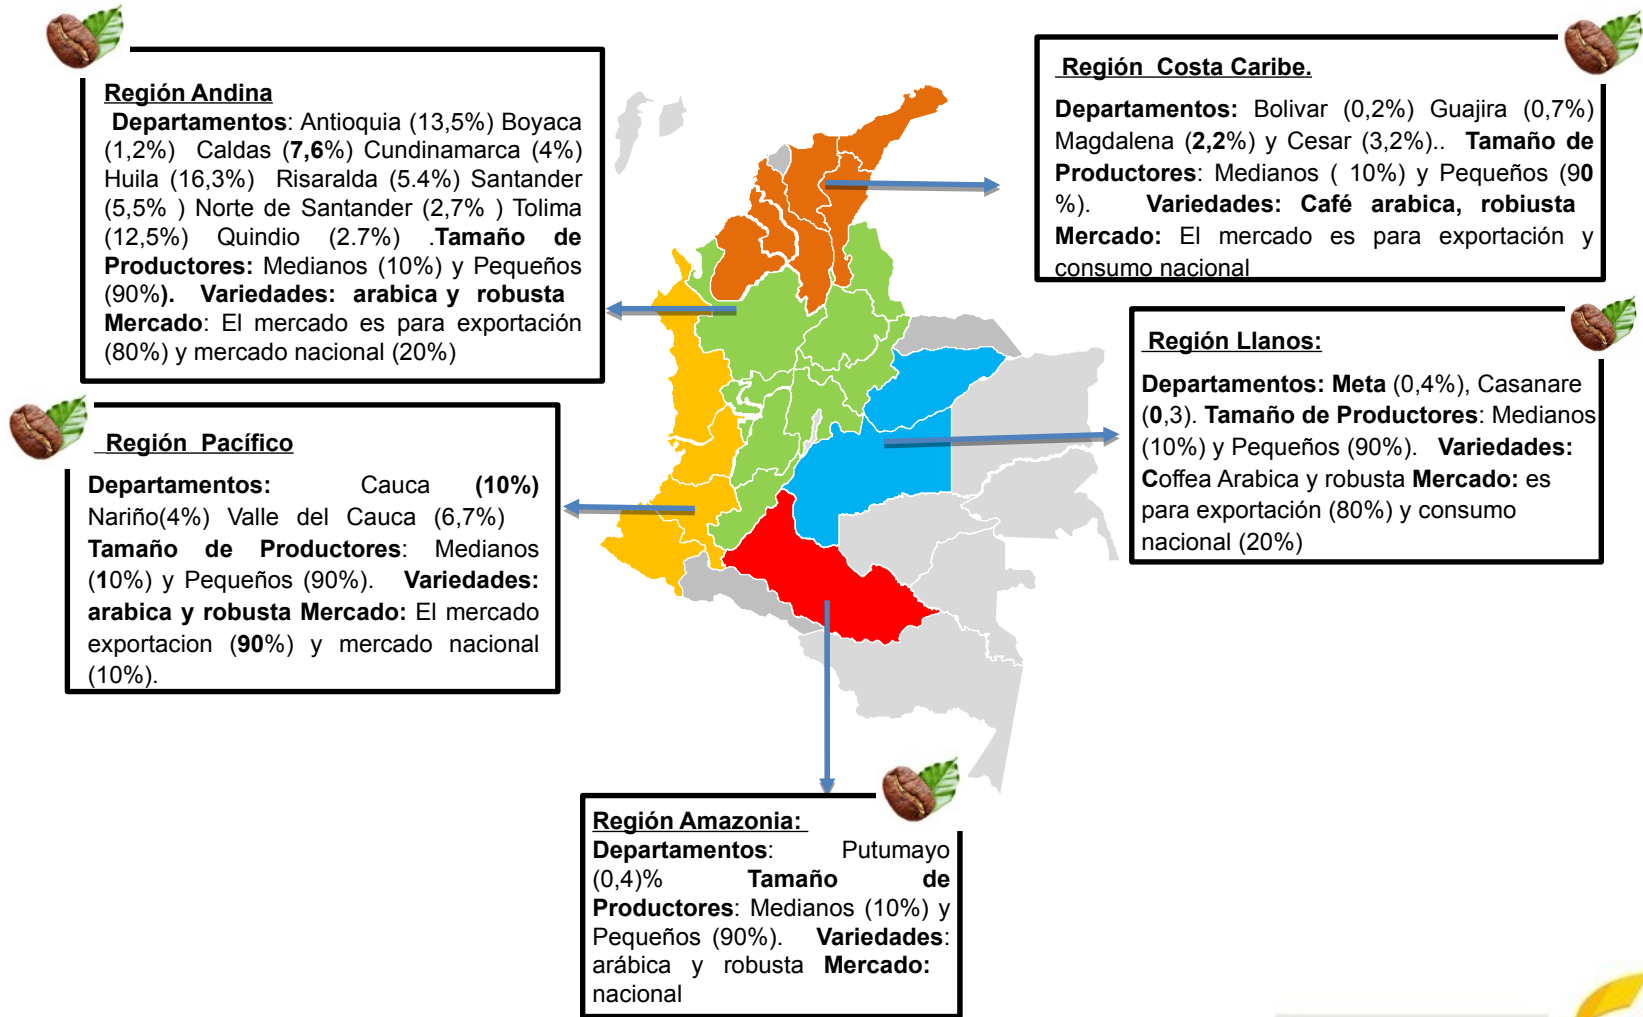 Región Andina
Departamentos: Antioquia (13,5%) Boyaca
(1,2%) Caldas (7,6%) Cundinamarca (4%)
Huila (16,3%) Risaralda (5.4%) Santander
(5,5% ) Norte de Santander (2,7% ) Tolima
(12,5%) Quindio (2.7%) .Tamaño de
Productores: Medianos (10%) y Pequeños
(90%). Variedades: arabica y robusta
Mercado: El mercado es para exportación
(80%) y mercado nacional (20%)
Región Costa Caribe.
Departamentos: Bolivar (0,2%) Guajira (0,7%)
Magdalena (2,2%) y Cesar (3,2%).. Tamaño de
Productores: Medianos ( 10%) y Pequeños (90
%). Variedades: Café arabica, robiusta
Mercado: El mercado es para exportación y
consumo nacional
Región Llanos:
Departamentos: Meta (0,4%), Casanare
(0,3). Tamaño de Productores: Medianos
(10%) y Pequeños (90%). Variedades:
Coffea Arabica y robusta Mercado: es
para exportación (80%) y consumo
nacional (20%)
Región Pacífico
Departamentos: Cauca (10%)
Nariño(4%) Valle del Cauca (6,7%)
Tamaño de Productores: Medianos
(10%) y Pequeños (90%). Variedades:
arabica y robusta Mercado: El mercado
exportacion (90%) y mercado nacional
(10%).
Región Amazonia:
Departamentos: Putumayo
(0,4)% Tamaño de
Productores: Medianos (10%) y
Pequeños (90%). Variedades:
arábica y robusta Mercado:
nacional